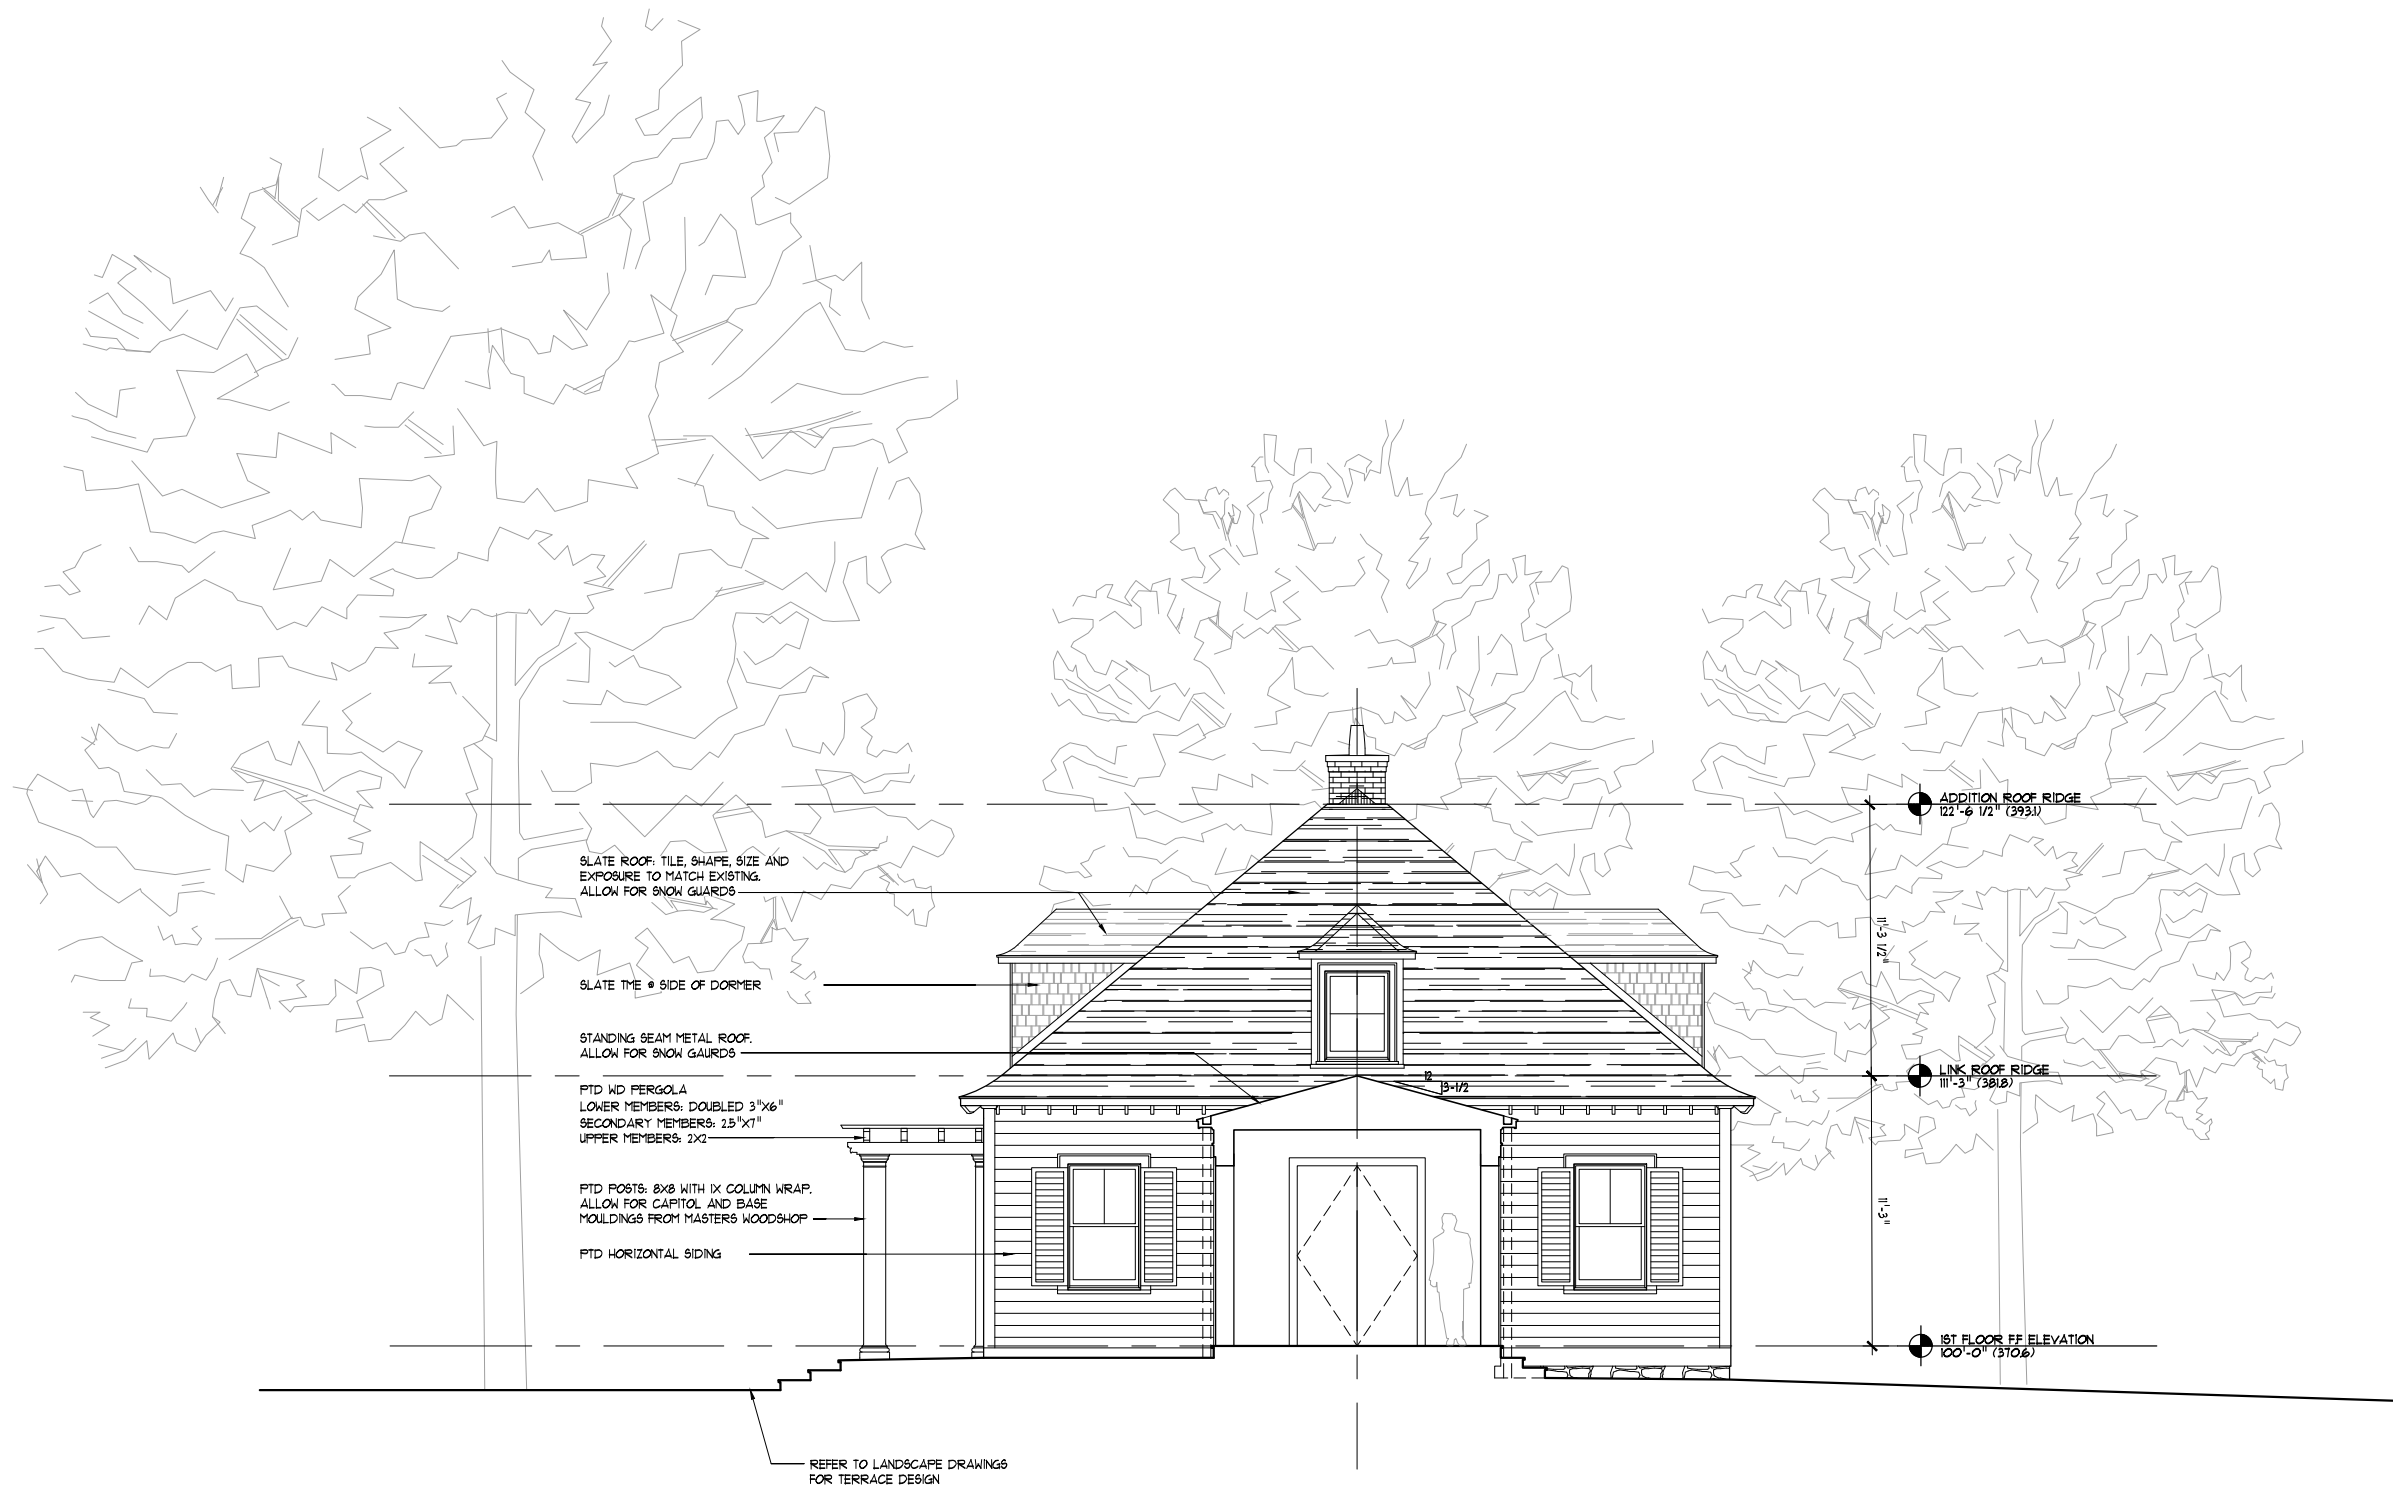 ADDITION ROOF RIDGE
122'-6 1/2" (393.1)
SLATE ROOF: TILE, SHAPE, SIZE AND
EXPOSURE TO MATCH EXISTING.
ALLOW FOR SNOW GUARDS
11'-3 1/2"
SLATE TME @ SIDE OF DORMER
STANDING SEAM METAL ROOF.
ALLOW FOR SNOW GAURDS
LINK ROOF RIDGE
111'-3" (381.8)
12
3-1/2
PTD WD PERGOLA
LOWER MEMBERS: DOUBLED 3"X6"
SECONDARY MEMBERS: 2.5"X7"
UPPER MEMBERS: 2X2
PTD POSTS: 8X8 WITH 1X COLUMN WRAP.
ALLOW FOR CAPITOL AND BASE
MOULDINGS FROM MASTERS WOODSHOP
11'-3"
PTD HORIZONTAL SIDING
1ST FLOOR F.F ELEVATION
100'-0" (370.6)
REFER TO LANDSCAPE DRAWINGS
FOR TERRACE DESIGN